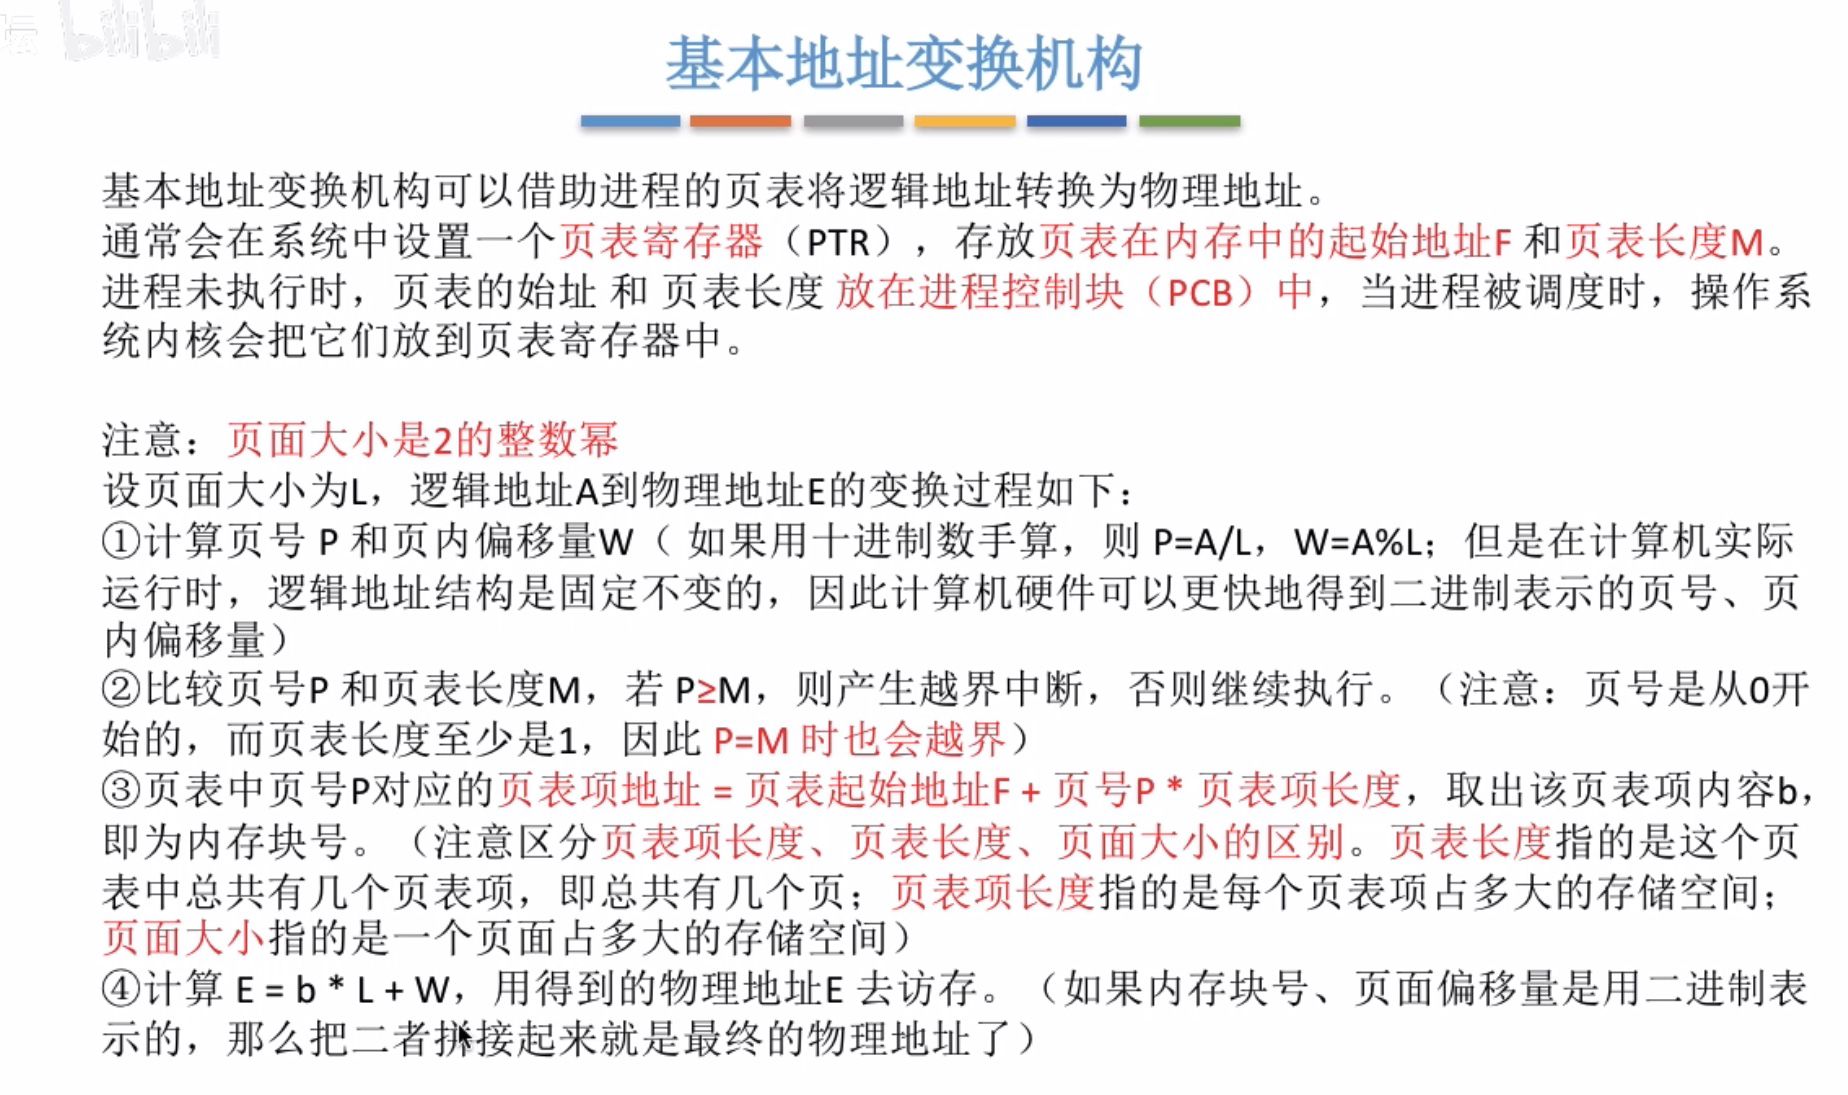 坛 bilibili
基本地址变换机构
基本地址变换机构可以借助进程的页表将逻辑地址转换为物理地址。
通常会在系统中设置一个页表寄存器（PTR），存放页表在内存中的起始地址F 和页表长度M。
进程未执行时，页表的始址 和 页表长度 放在进程控制块（PCB）中，当进程被调度时，操作系
统内核会把它们放到页表寄存器中。
注意：页面大小是2的整数幂
设页面大小为L，逻辑地址A到物理地址E的变换过程如下：
①计算页号 P 和页内偏移量W（ 如果用十进制数手算，则 P=A/L，W=A%L；但是在计算机实际
运行时，逻辑地址结构是固定不变的，因此计算机硬件可以更快地得到二进制表示的页号、页
内偏移量）
②比较页号P 和页表长度M，若 P≥M，则产生越界中断，否则继续执行。（注意：页号是从0开
始的，而页表长度至少是1，因此 P=M 时也会越界）
③页表中页号P对应的页表项地址 = 页表起始地址F + 页号P * 页表项长度，取出该页表项内容b，
即为内存块号。（注意区分页表项长度、页表长度、页面大小的区别。页表长度指的是这个页
表中总共有几个页表项，即总共有几个页；页表项长度指的是每个页表项占多大的存储空间；
页面大小指的是一个页面占多大的存储空间）
④计算 E = b * L + W，用得到的物理地址E 去访存。（如果内存块号、页面偏移量是用二进制表
示的，那么把二者拼接起来就是最终的物理地址了）